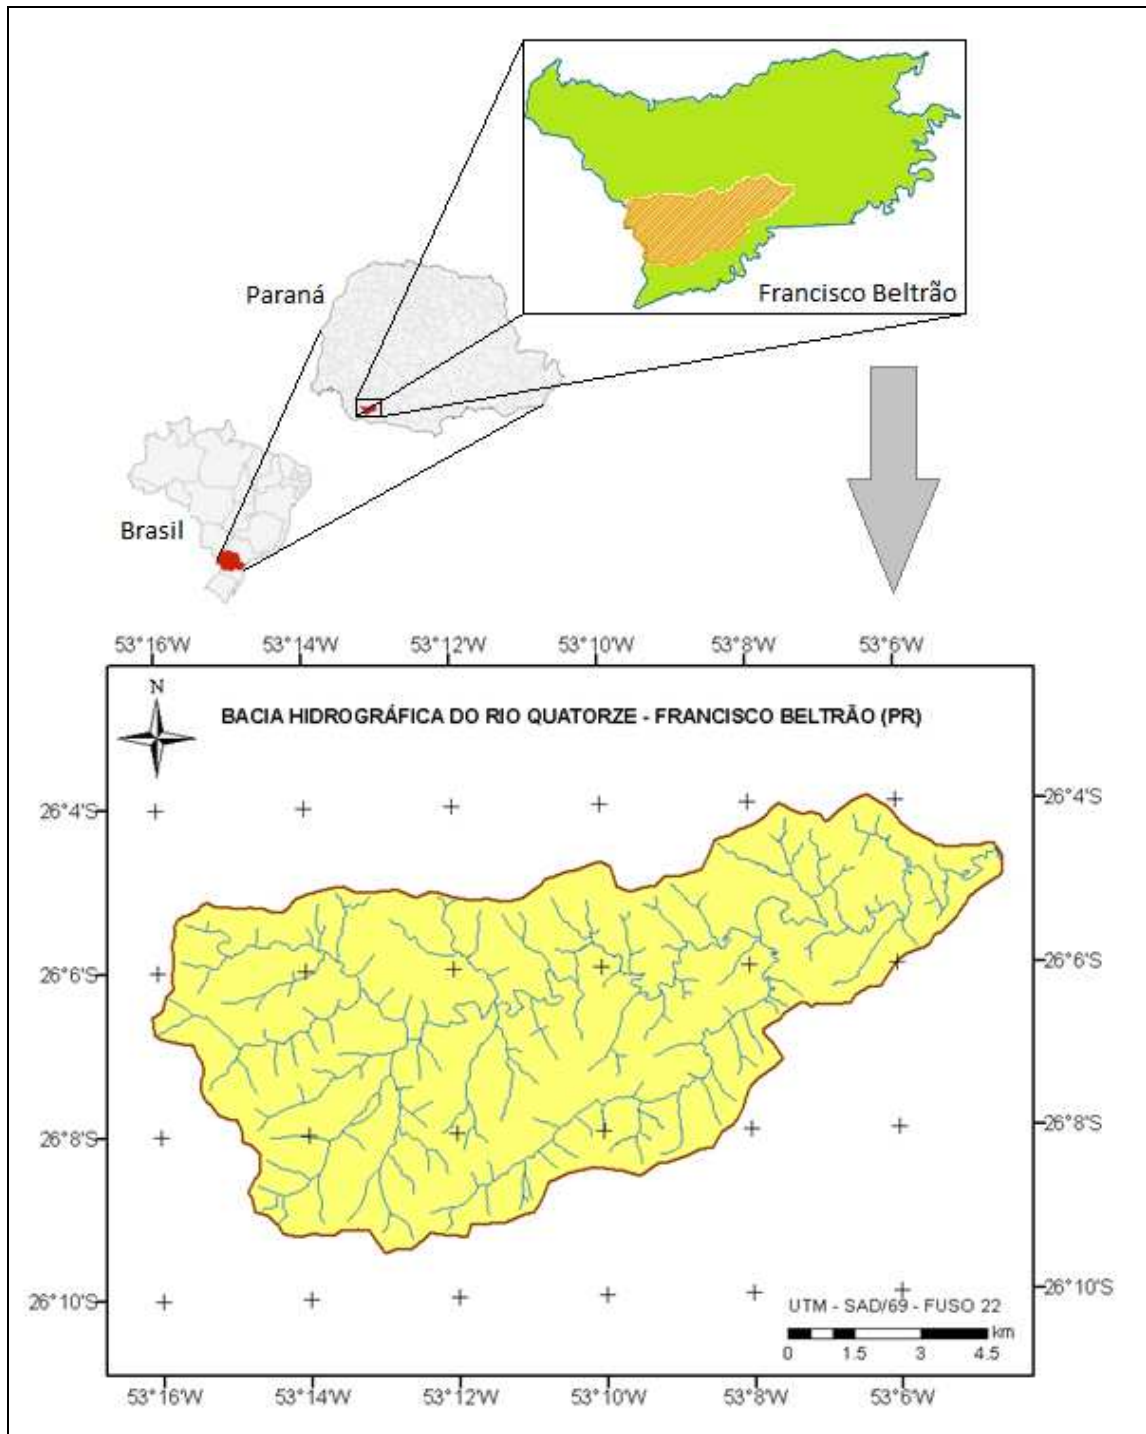 Francisco Beltrão
Paraná
Brasil
53°16'W 53°14'W 53°12'W 53°10'W 53°8'W 53°6'W
N
BACIA HIDROGRÁFICA DO RIO QUATORZE - FRANCISCO BELTRÃO (PR)
26°4'S 26°4'S
26°6'S 26°6'S
26°8'S 26°8'S
26°10'S 26°10'S
UTM - SAD/69 - FUSO 22
km
0 1.5 3 4.5
53°16'W 53°14'W 53°12'W 53°10'W 53°8'W 53°6'W